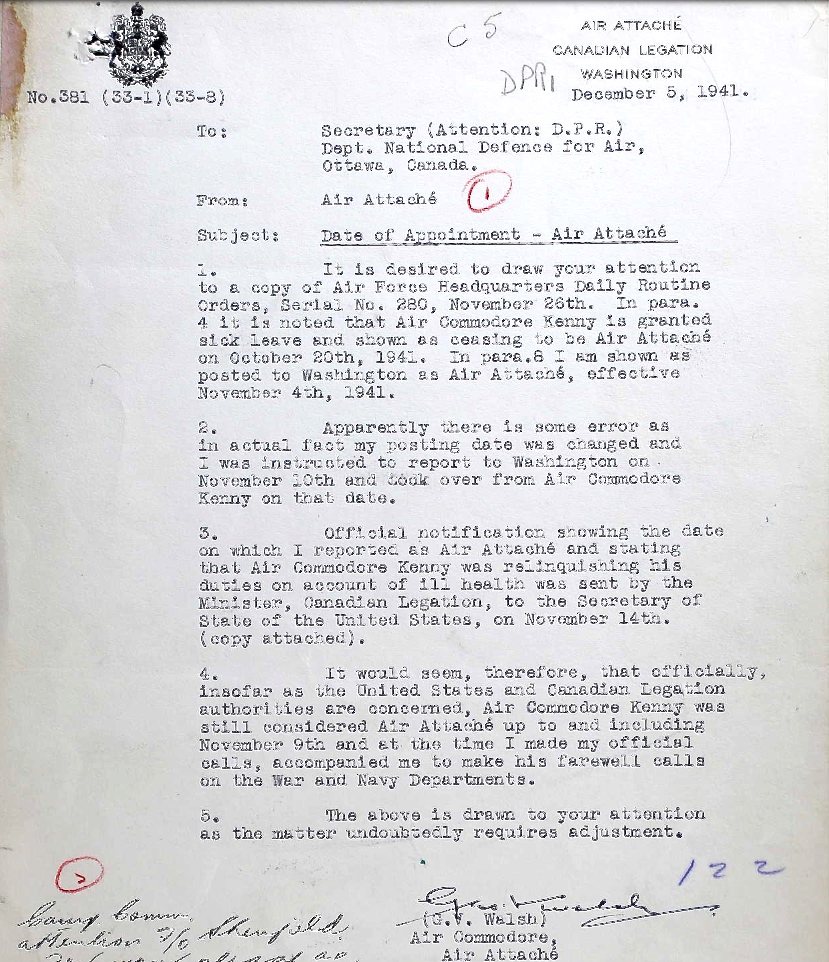 C 5
AIR ATTACHÉ
CANADIAN LEGATION
DPR1
WASHINGTON
No.381 (33-1)(33-8)
December 5, 1941.
To: Secretary (Attention: D.P.R.)
Dept. National Defence for Air,
Ottawa, Canada.
From: Air Attaché
1
Subject: Date of Appointment - Air Attaché
1. It is desired to draw your attention
to a copy of Air Force Headquarters Daily Routine
Orders, Serial No. 280, November 26th. In para.
4 it is noted that Air Commodore Kenny is granted
sick leave and shown as ceasing to be Air Attaché
on October 20th, 1941. In para.8 I am shown as
posted to Washington as Air Attaché, effective
November 4th, 1941.
2. Apparently there is some error as
in actual fact my posting date was changed and
I was instructed to report to Washington on
November 10th and took over from Air Commodore
Kenny on that date.
3. Official notification showing the date
on which I reported as Air Attaché and stating
that Air Commodore Kenny was relinquishing his
duties on account of ill health was sent by the
Minister, Canadian Legation, to the Secretary of
State of the United States, on November 14th.
(copy attached).
4. It would seem, therefore, that officially,
insofar as the United States and Canadian Legation
authorities are concerned, Air Commodore Kenny was
still considered Air Attaché up to and including
November 9th and at the time I made my official
calls, accompanied me to make his farewell calls
on the War and Navy Departments.
5. The above is drawn to your attention
as the matter undoubtedly requires adjustment.
122
2
(G.V. Walsh)
attention
Air Commodore,
Air Attaché